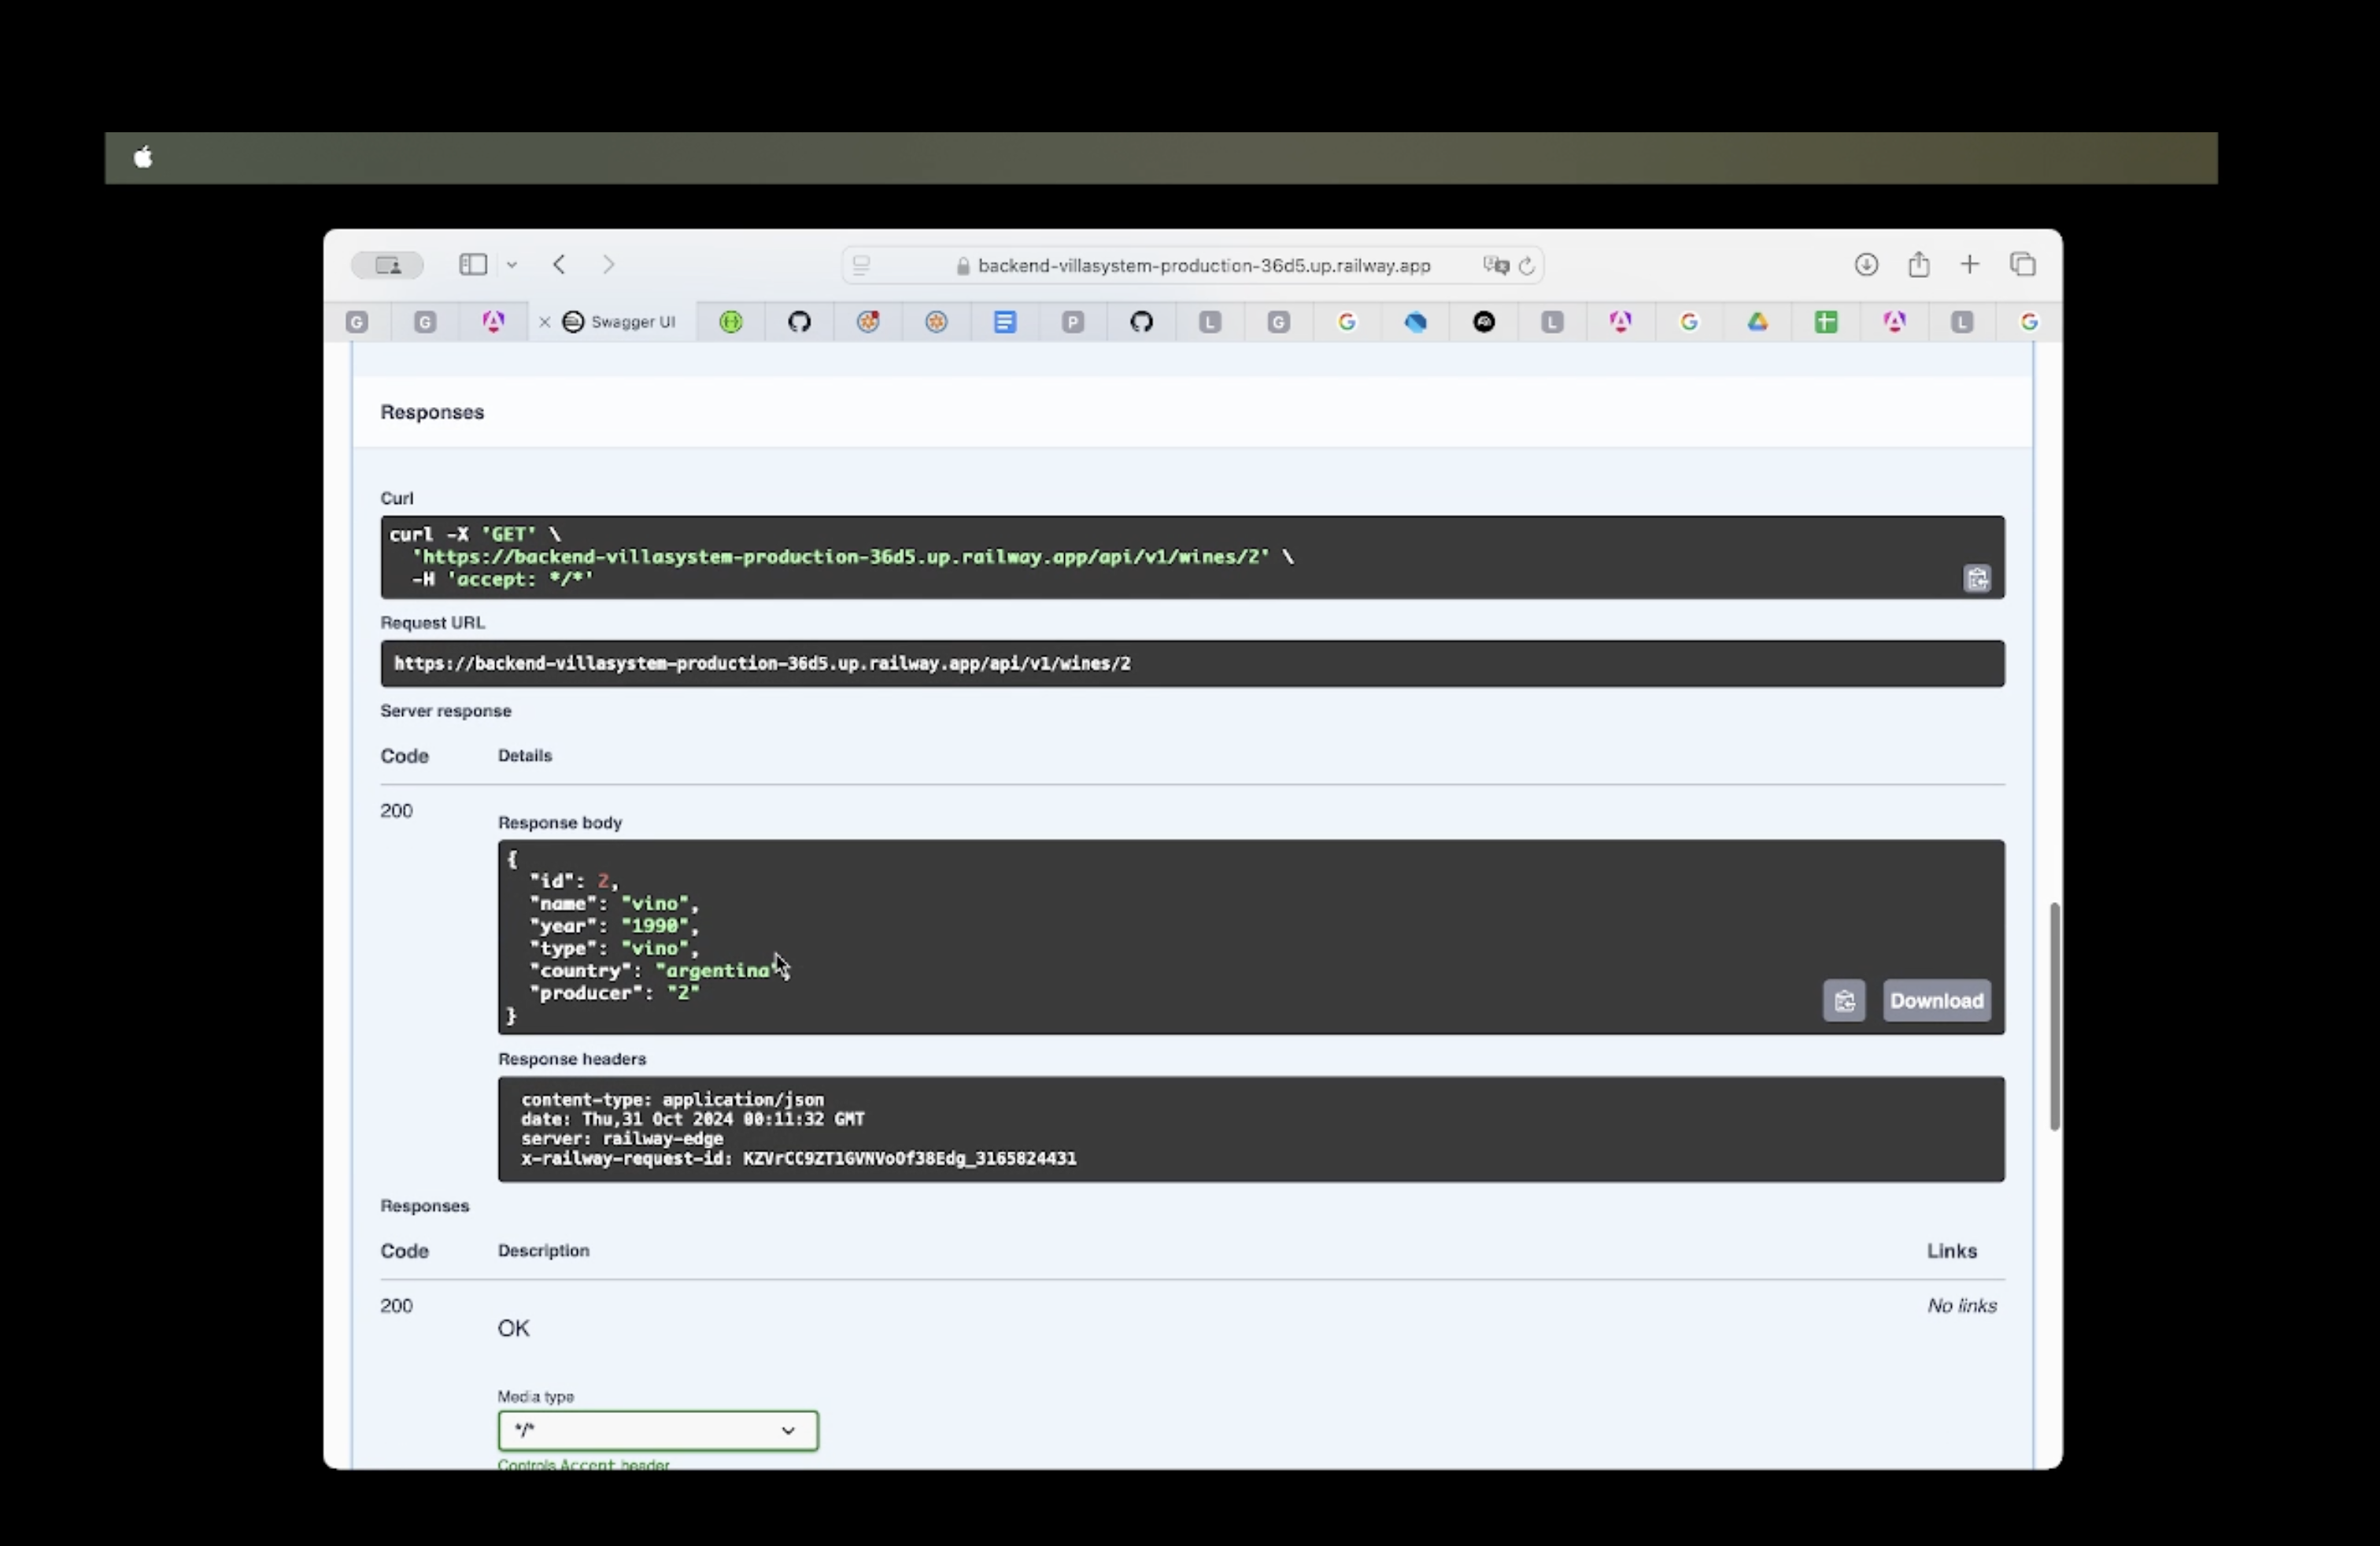 backend-villasystem-production-36d5.up.railway.app
G G Swagger UI P L G G L G L G
Responses
Curl
curl -X 'GET' \
'https://backend-villasystem-production-36d5.up.railway.app/api/v1/wines/2' \
-H 'accept: */*'
Request URL
https://backend-villasystem-production-36d5.up.railway.app/api/v1/wines/2
Server response
Code Details
200
Response body
{
"id": 2,
"name": "vino",
"year": "1990",
"type": "vino",
"country": "argentina",
"producer": "2"
}
Download
Response headers
content-type: application/json
date: Thu,31 Oct 2024 00:11:32 GMT
server: railway-edge
x-railway-request-id: KZVrCC9ZT1GVNVoOf38Edg_3165824431
Responses
Code Description Links
200
OK
No links
Media type
*/*
Controls Accept header